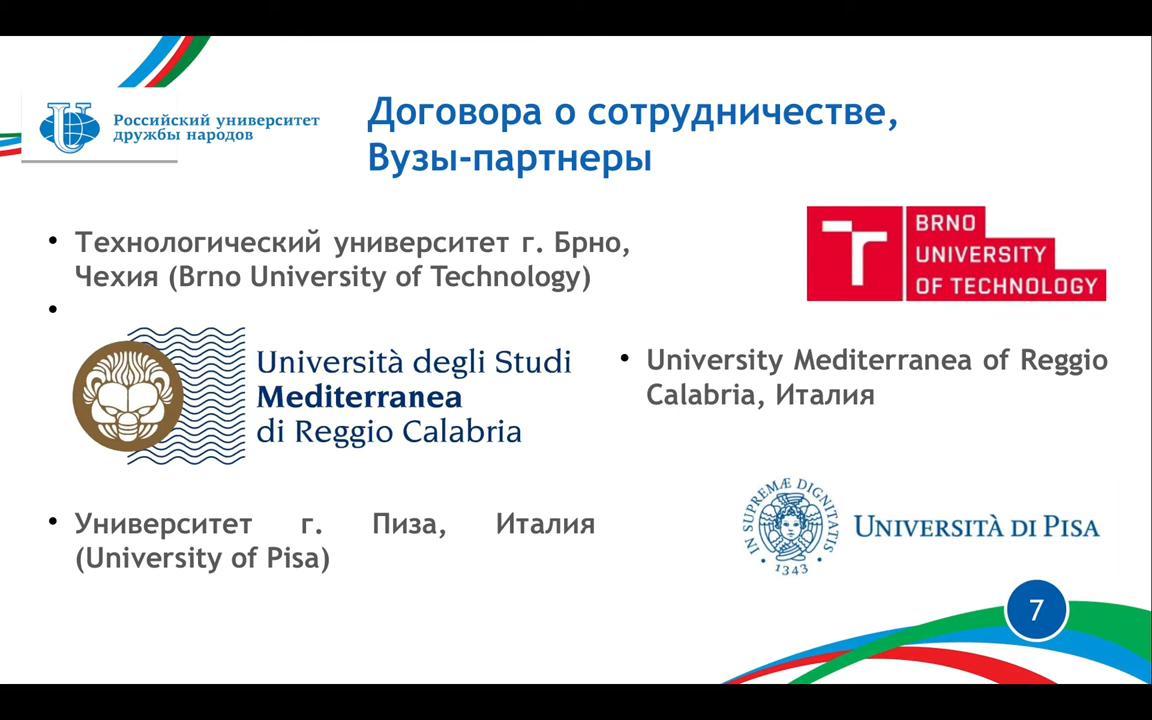 Российский университет
дружбы народов
Договора о сотрудничестве,
Вузы-партнеры
• Технологический университет г. Брно,
Чехия (Brno University of Technology)
•
BRNO
UNIVERSITY
OF TECHNOLOGY
Università degli Studi
Mediterranea
di Reggio Calabria
• University Mediterranea of Reggio
Calabria, Италия
• Университет г. Пиза, Италия
(University of Pisa)
IN SUPREMÆ DIGNITATIS
· 1343 ·
UNIVERSITÀ DI PISA
7